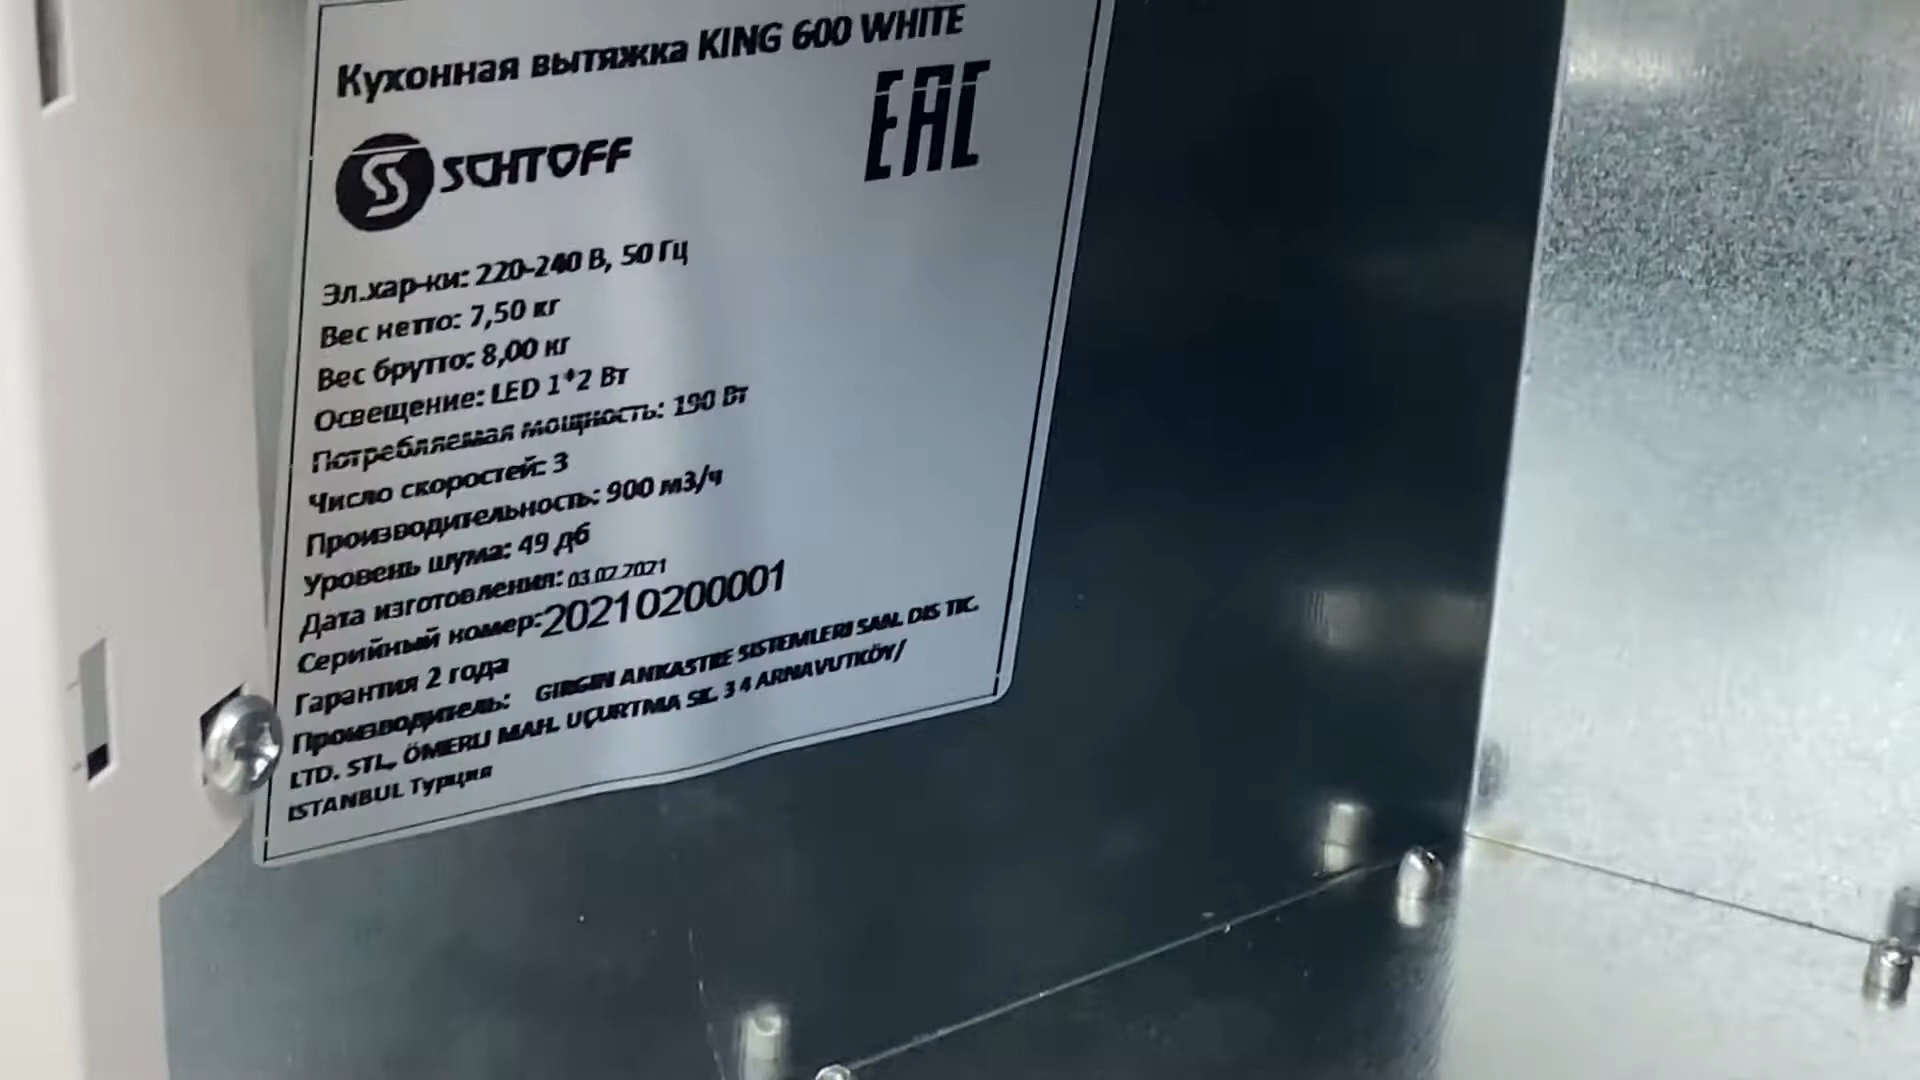 Кухонная вытяжка KING 600 WHITE
SCHTOFF
EAC
Эл.хар-ки: 220-240 В, 50 Гц
Вес нетто: 7,50 кг
Вес брутто: 8,00 кг
Освещение: LED 1*2 Вт
Потребляемая мощность: 190 Вт
Число скоростей: 3
Производительность: 900 м3/ч
Уровень шума: 49 дб
Дата изготовления: 03.02.2021
Серийный номер:20210200001
Гарантия 2 года
Производитель: GIRGIN ANKASTRE SISTEMLERI SAN. DIS TIC.
LTD. STI., ÖMERLI MAH. UÇURTMA SK. 3 4 ARNAVUTKÖY/
ISTANBUL Турция